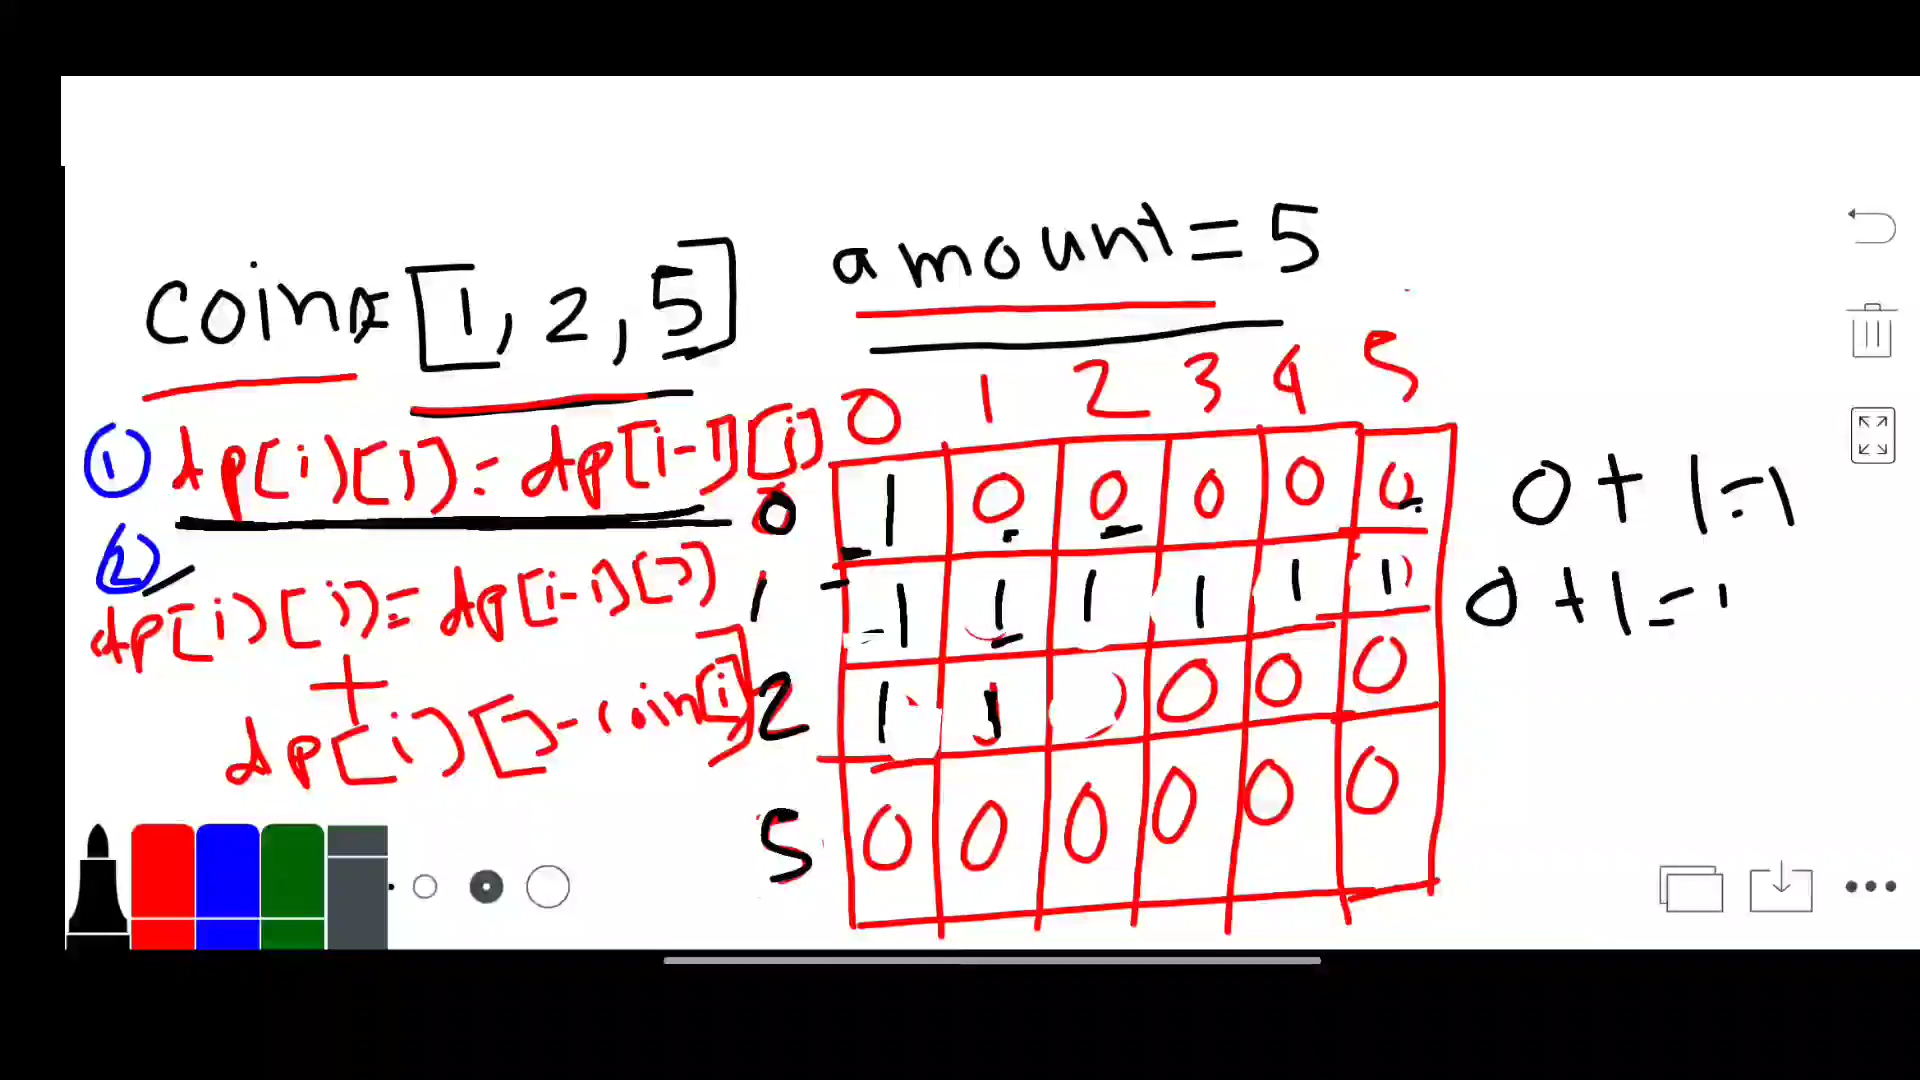 coins=[1,2,5] amount=5
0 1 2 3 4 5
① dp[i][j]=dp[i-1][j]
0 1 0 0 0 0 0 0+1=1
②
1 1 1 1 1 1 1 0+1=1
dp[i][j]=dp[i-1][j]
+
dp[i][j-coin[i]]
2 1 1 0 0 0
5 0 0 0 0 0 0